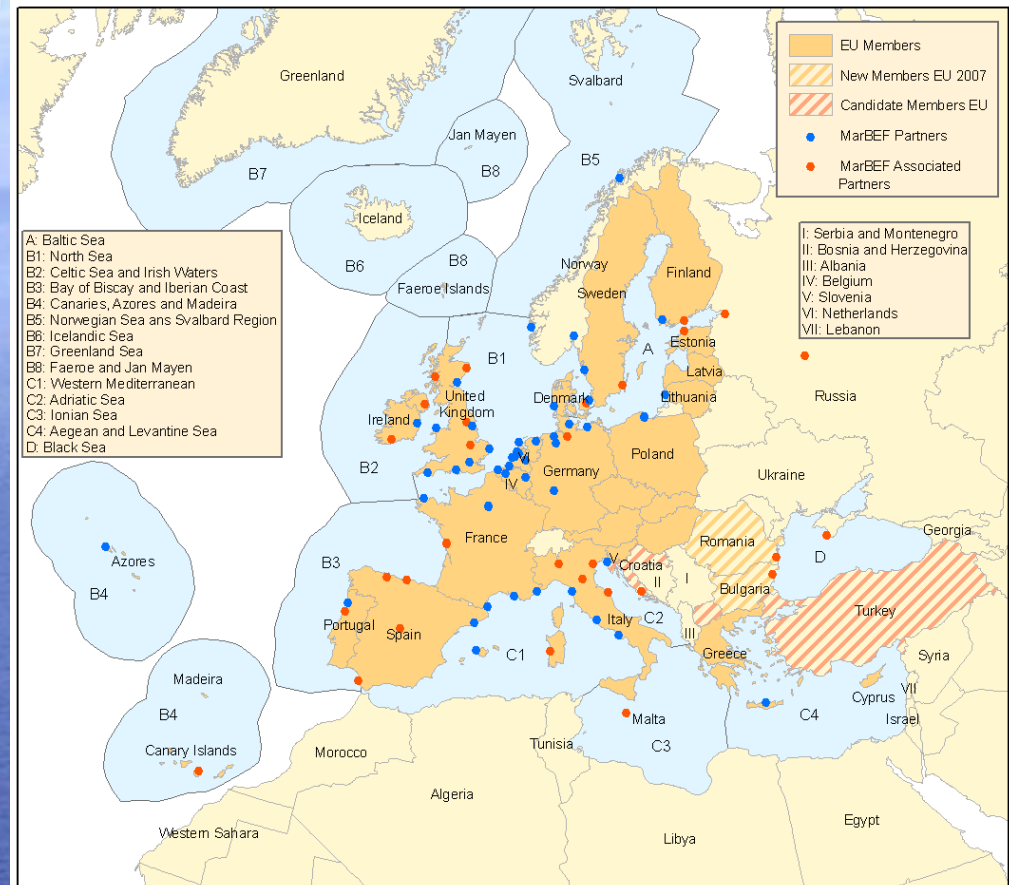 EU Members
New Members EU 2007
Candidate Members EU
MarBEF Partners
MarBEF Associated
Partners
I: Serbia and Montenegro
II: Bosnia and Herzegovina
III: Albania
IV: Belgium
V: Slovenia
VI: Netherlands
VII: Lebanon
A: Baltic Sea
B1: North Sea
B2: Celtic Sea and Irish Waters
B3: Bay of Biscay and Iberian Coast
B4: Canaries, Azores and Madeira
B5: Norwegian Sea ans Svalbard Region
B6: Icelandic Sea
B7: Greenland Sea
B8: Faeroe and Jan Mayen
C1: Western Mediterranean
C2: Adriatic Sea
C3: Ionian Sea
C4: Aegean and Levantine Sea
D: Black Sea
Greenland
Svalbard
Jan Mayen
B8
B5
B7
Iceland
B6
B8
Faeroe Islands
Norway
Sweden
Finland
B1
A
Estonia
Latvia
Lithuania
Russia
United
Kingdom
Ireland
Denmark
B2
VI
IV
Germany
Poland
Ukraine
France
Romania
Georgia
D
V
Croatia
II
I
Bulgaria
B3
Azores
B4
Portugal
Spain
Italy
C2
III
Turkey
Greece
C1
Syria
Madeira
B4
Cyprus
VII
C4
Israel
Malta
C3
Canary Islands
Morocco
Tunisia
Algeria
Western Sahara
Libya
Egypt